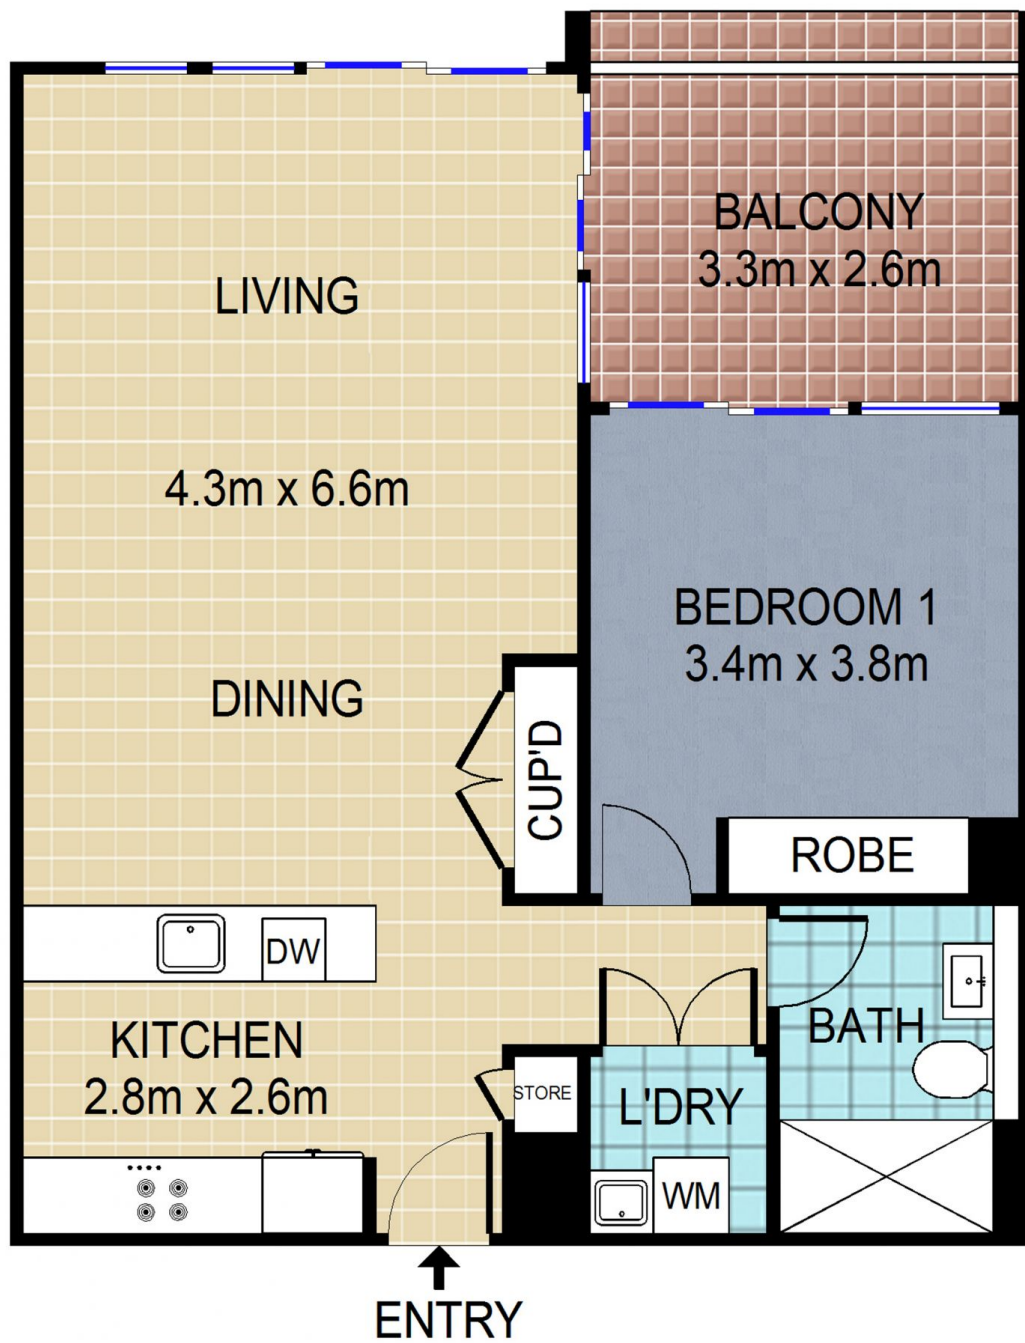 BALCONY
3.3m x 2.6m
LIVING
4.3m x 6.6m
BEDROOM 1
3.4m x 3.8m
DINING
CUP'D
ROBE
DW
KITCHEN
2.8m x 2.6m
BATH
STORE
L'DRY
WM
ENTRY